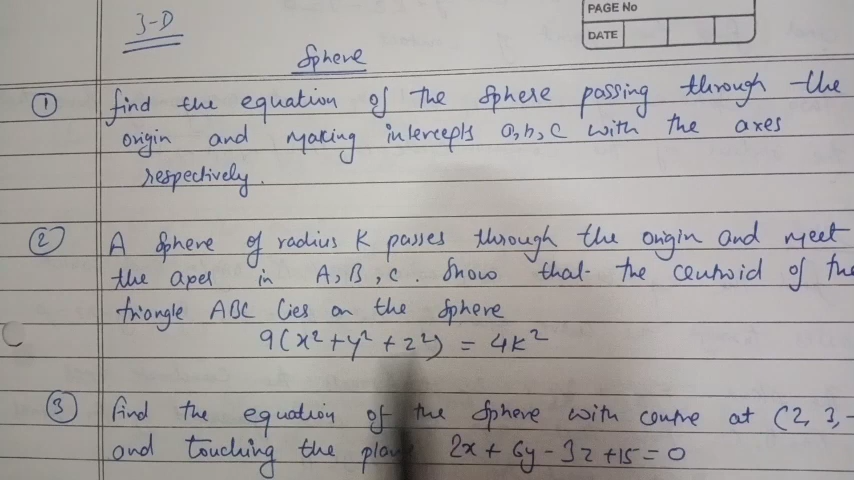 PAGE No
DATE
3-D
Sphere
① find the equation of the sphere passing through the
origin and making intercepts a, b, c with the axes
respectively.
② A sphere of radius K passes through the origin and meet
the axes in A, B, C. Show that the centroid of the
triangle ABC lies on the sphere
9(x² + y² + z²) = 4K²
③ Find the equation of the sphere with centre at (2, 3, -
and touching the plane 2x + 6y - 3z + 15 = 0